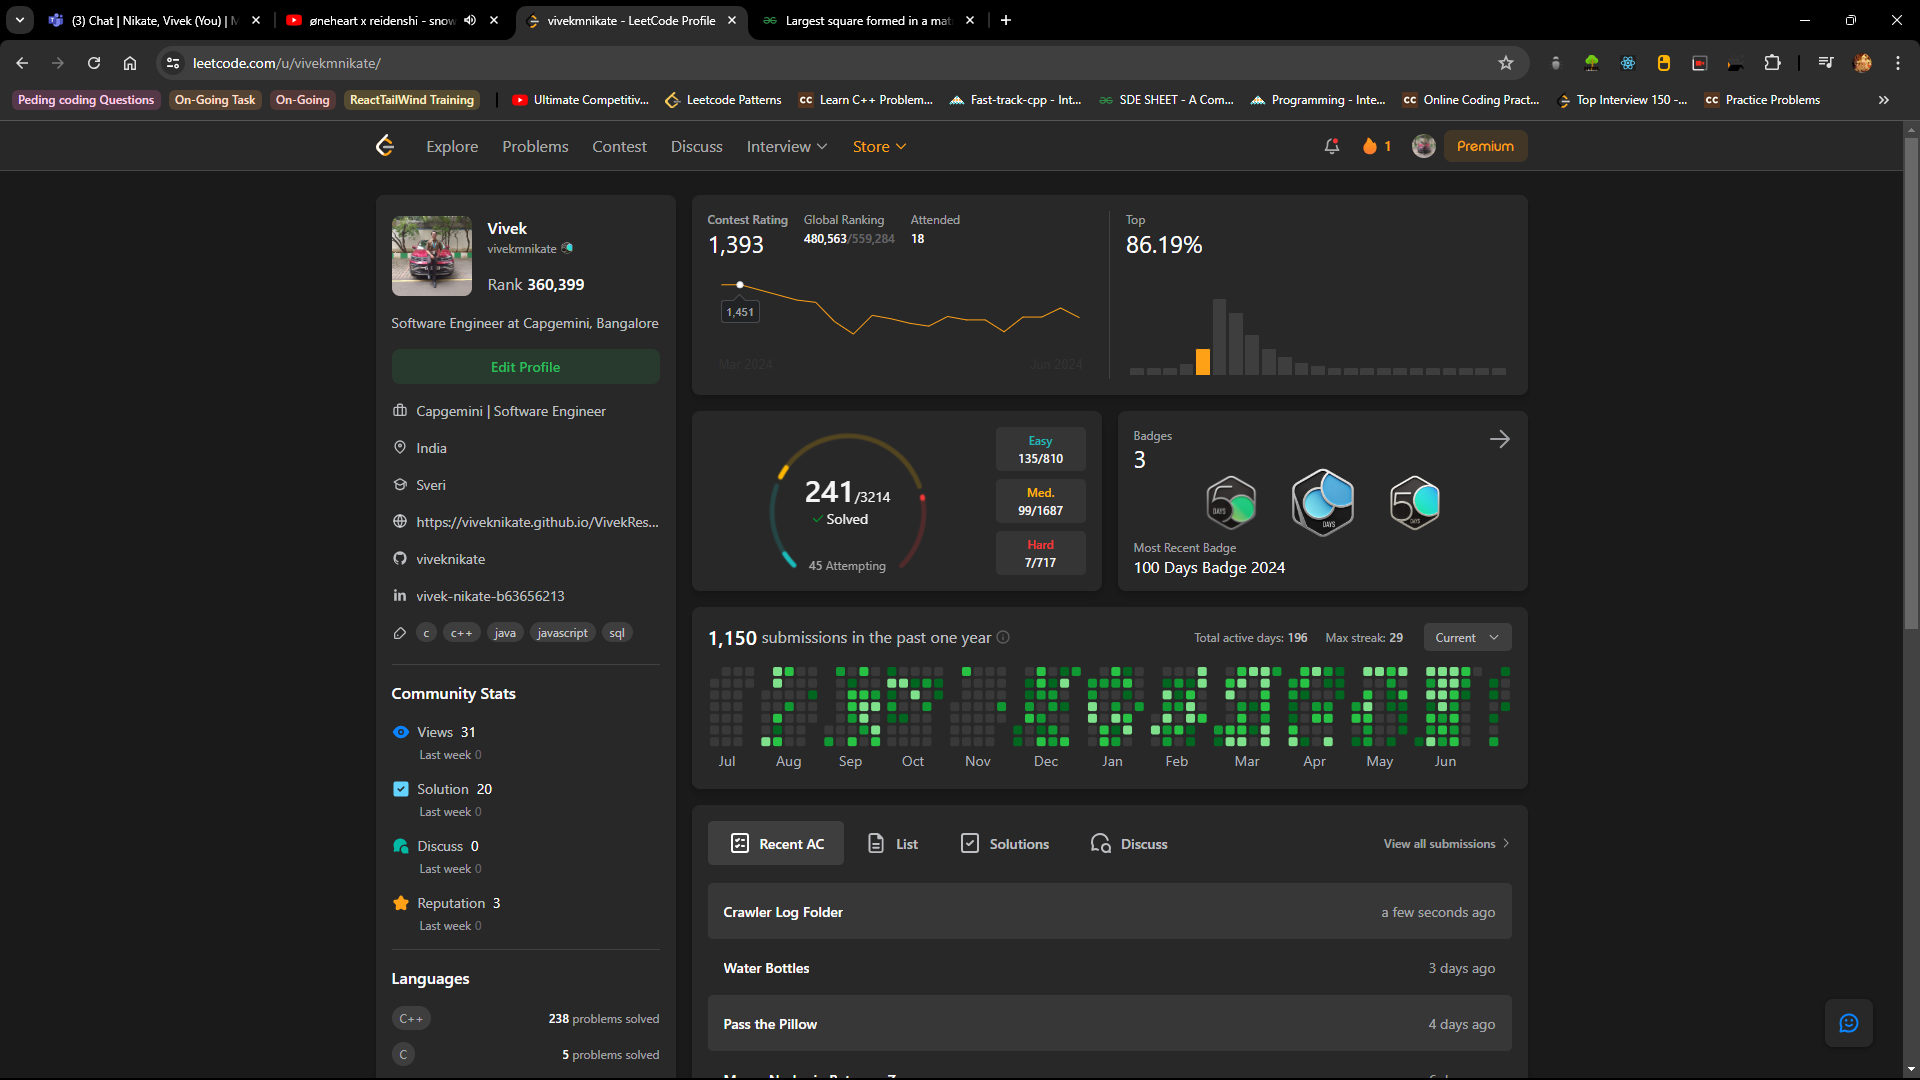 (3) Chat | Nikate, Vivek (You) | M
øneheart x reidenshi - snow
vivekmnikate - LeetCode Profile
Largest square formed in a mat
leetcode.com/u/vivekmnikate/
Peding coding Questions
On-Going Task
On-Going
ReactTailWind Training
Ultimate Competitiv...
Leetcode Patterns
Learn C++ Problem...
Fast-track-cpp - Int...
SDE SHEET - A Com...
Programming - Inte...
Online Coding Pract...
Top Interview 150 -...
Practice Problems
Explore
Problems
Contest
Discuss
Interview
Store
1
Premium
Vivek
vivekmnikate
Rank 360,399
Software Engineer at Capgemini, Bangalore
Edit Profile
Capgemini | Software Engineer
India
Sveri
https://viveknikate.github.io/VivekRes...
viveknikate
vivek-nikate-b63656213
c
c++
java
javascript
sql
Community Stats
Views 31
Last week 0
Solution 20
Last week 0
Discuss 0
Last week 0
Reputation 3
Last week 0
Languages
C++
238 problems solved
C
5 problems solved
Contest Rating
1,393
Global Ranking
480,563/559,284
Attended
18
1,451
Mar 2024
Jun 2024
Top
86.19%
241/3214
Solved
45 Attempting
Easy
135/810
Med.
99/1687
Hard
7/717
Badges
3
50
DAYS
DAYS
50
DAYS
Most Recent Badge
100 Days Badge 2024
1,150 submissions in the past one year
Total active days: 196
Max streak: 29
Current
Jul
Aug
Sep
Oct
Nov
Dec
Jan
Feb
Mar
Apr
May
Jun
Recent AC
List
Solutions
Discuss
View all submissions
Crawler Log Folder
a few seconds ago
Water Bottles
3 days ago
Pass the Pillow
4 days ago